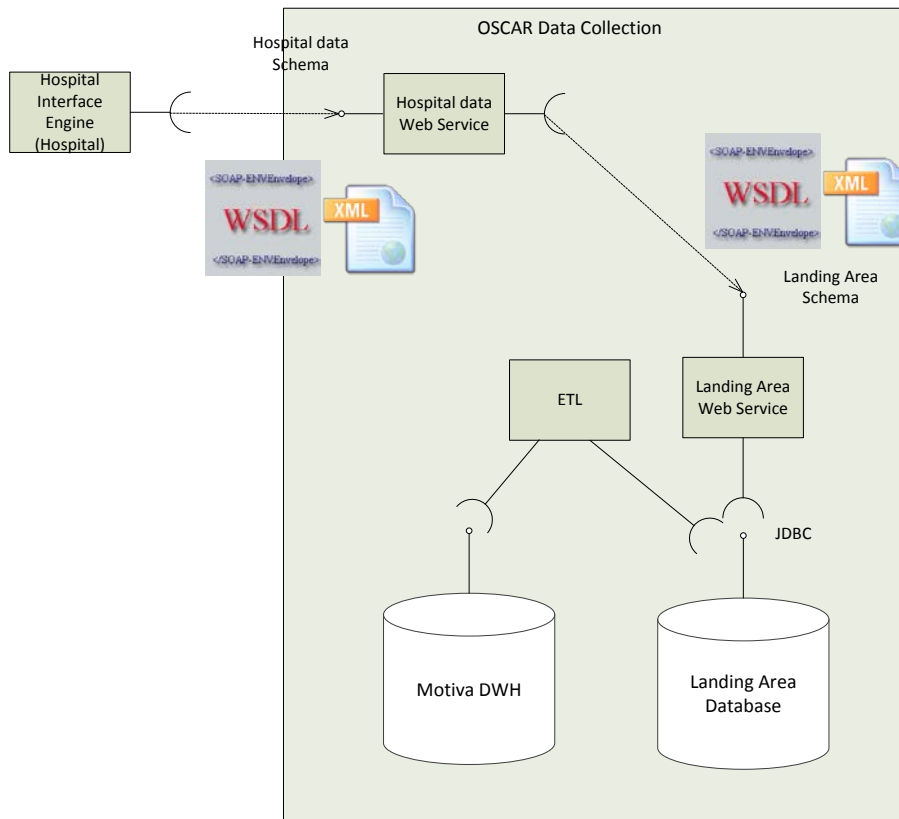 OSCAR Data Collection
Hospital data
Schema
Hospital
Interface
Engine
(Hospital)
Hospital data
Web Service
<SOAP-ENVEnvelope>
WSDL
</SOAP-ENVEnvelope>
XML
<SOAP-ENVEnvelope>
WSDL
</SOAP-ENVEnvelope>
XML
Landing Area
Schema
ETL
Landing Area
Web Service
JDBC
Motiva DWH
Landing Area
Database